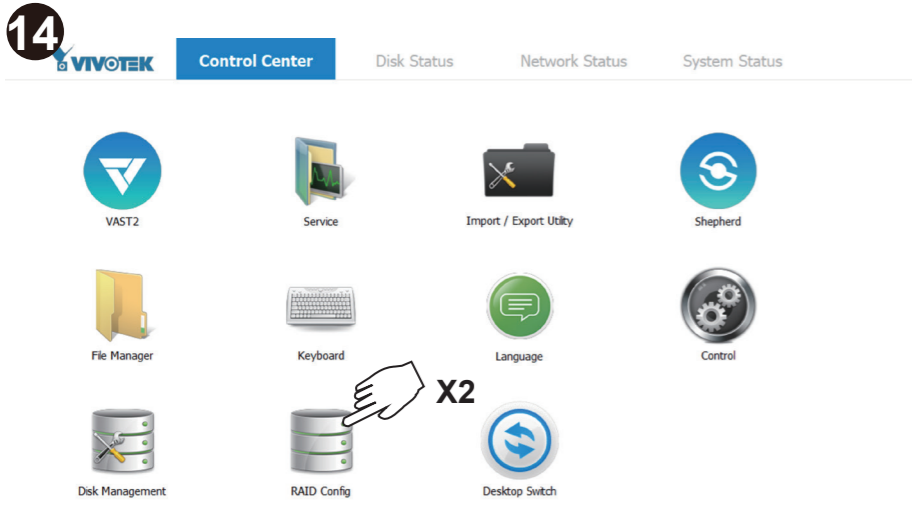 14
VIVOTEK Control Center Disk Status Network Status System Status
VAST2 Service Import / Export Utility Shepherd
File Manager Keyboard Language Control
X2
Disk Management RAID Config Desktop Switch